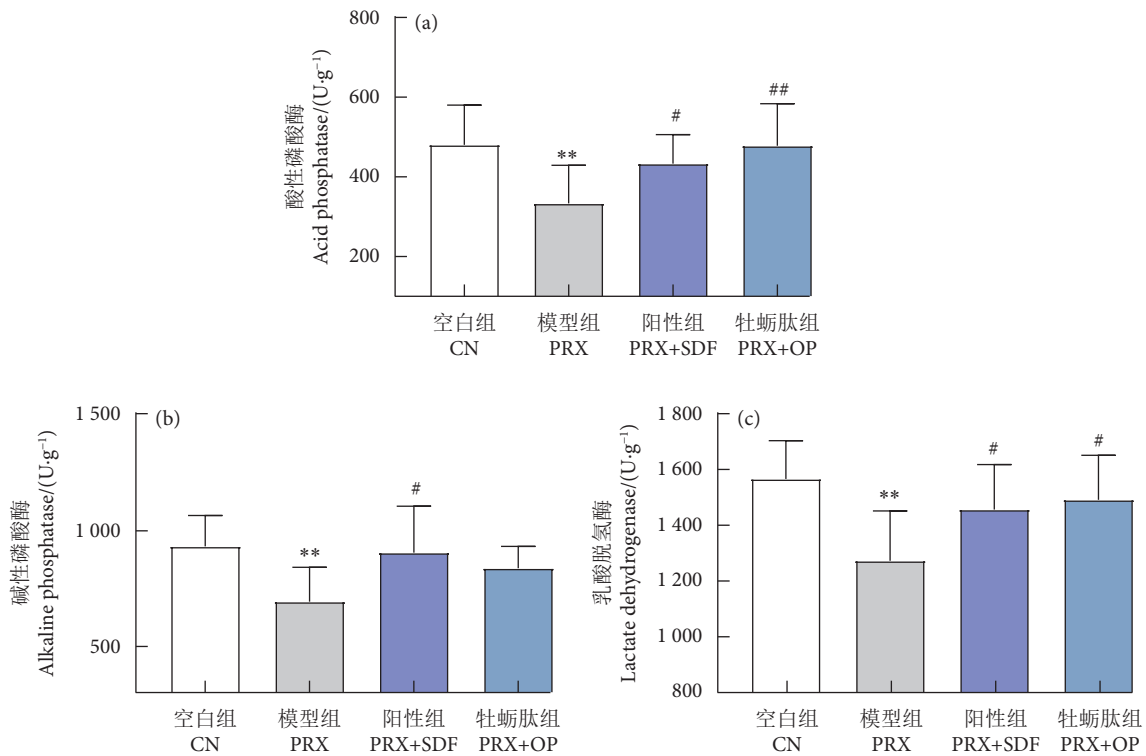 (a)
800
600
400
200
酸性磷酸酶
Acid phosphatase/(U·g⁻¹)
**
#
##
空白组 模型组 阳性组 牡蛎肽组
CN PRX PRX+SDF PRX+OP
(b)
1 500
1 000
500
碱性磷酸酶
Alkaline phosphatase/(U·g⁻¹)
**
#
空白组 模型组 阳性组 牡蛎肽组
CN PRX PRX+SDF PRX+OP
(c)
1 800
1 600
1 400
1 200
1 000
800
乳酸脱氢酶
Lactate dehydrogenase/(U·g⁻¹)
**
#
#
空白组 模型组 阳性组 牡蛎肽组
CN PRX PRX+SDF PRX+OP